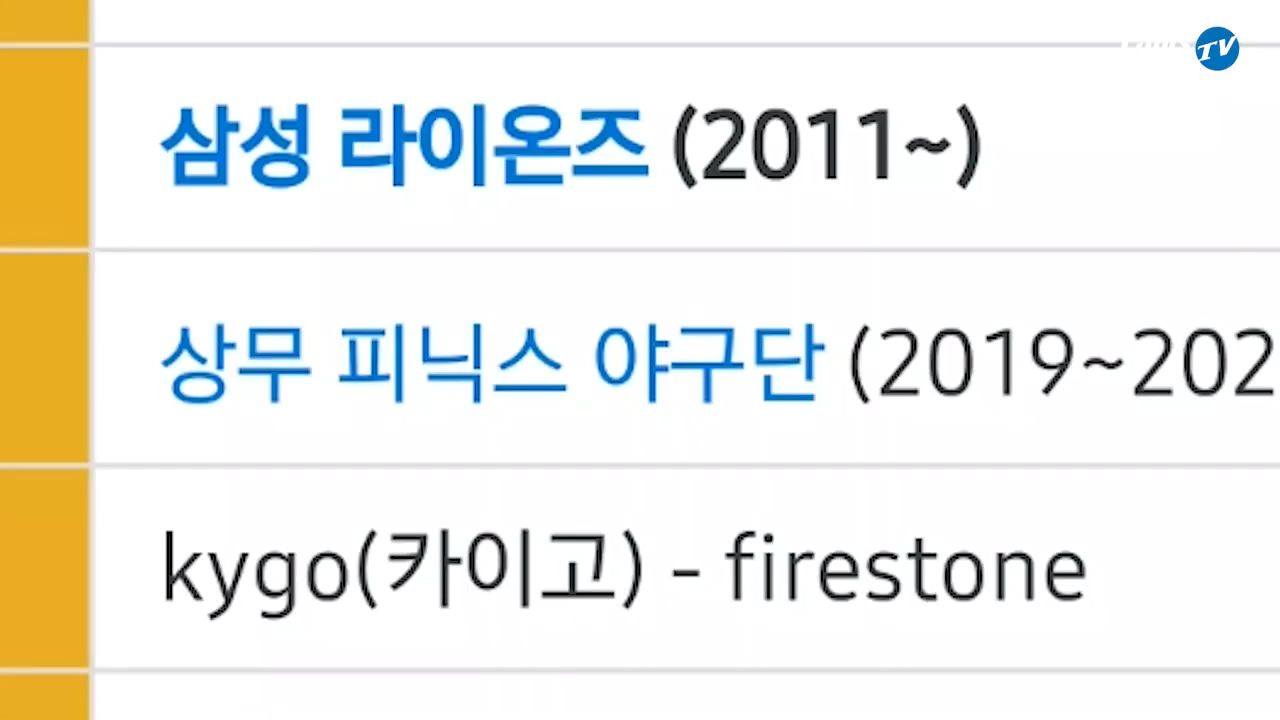 TV
삼성 라이온즈 (2011~)
상무 피닉스 야구단 (2019~202
kygo(카이고) - firestone